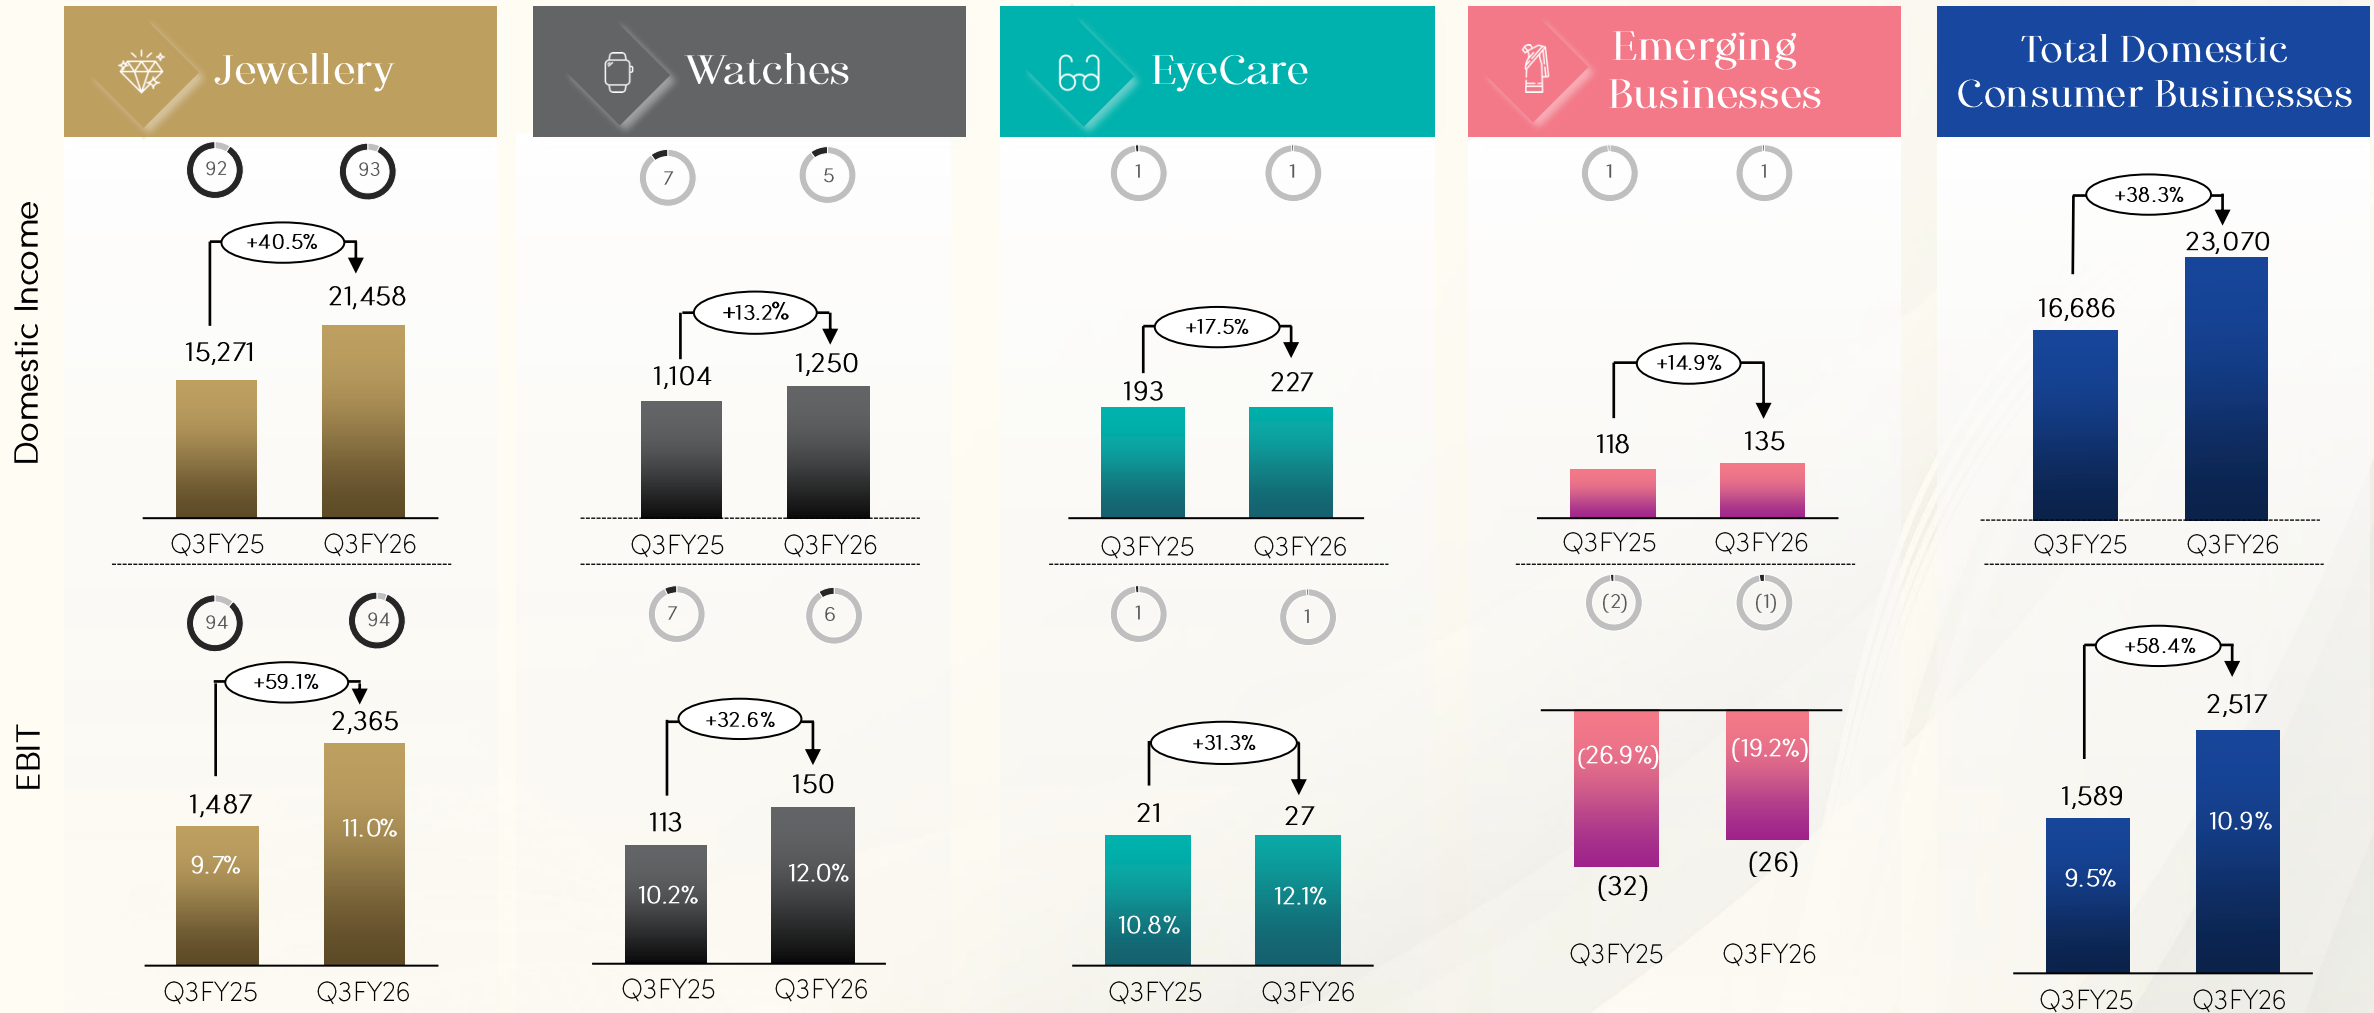 Jewellery
Watches
EyeCare
Emerging
Businesses
Total Domestic
Consumer Businesses
Domestic Income
92
93
+40.5%
15,271
21,458
Q3FY25
Q3FY26
7
5
+13.2%
1,104
1,250
Q3FY25
Q3FY26
1
1
+17.5%
193
227
Q3FY25
Q3FY26
1
1
+14.9%
118
135
Q3FY25
Q3FY26
+38.3%
16,686
23,070
Q3FY25
Q3FY26
EBIT
94
94
+59.1%
1,487
2,365
9.7%
11.0%
Q3FY25
Q3FY26
7
6
+32.6%
113
150
10.2%
12.0%
Q3FY25
Q3FY26
1
1
+31.3%
21
27
10.8%
12.1%
Q3FY25
Q3FY26
(2)
(1)
(26.9%)
(19.2%)
(32)
(26)
Q3FY25
Q3FY26
+58.4%
1,589
2,517
9.5%
10.9%
Q3FY25
Q3FY26